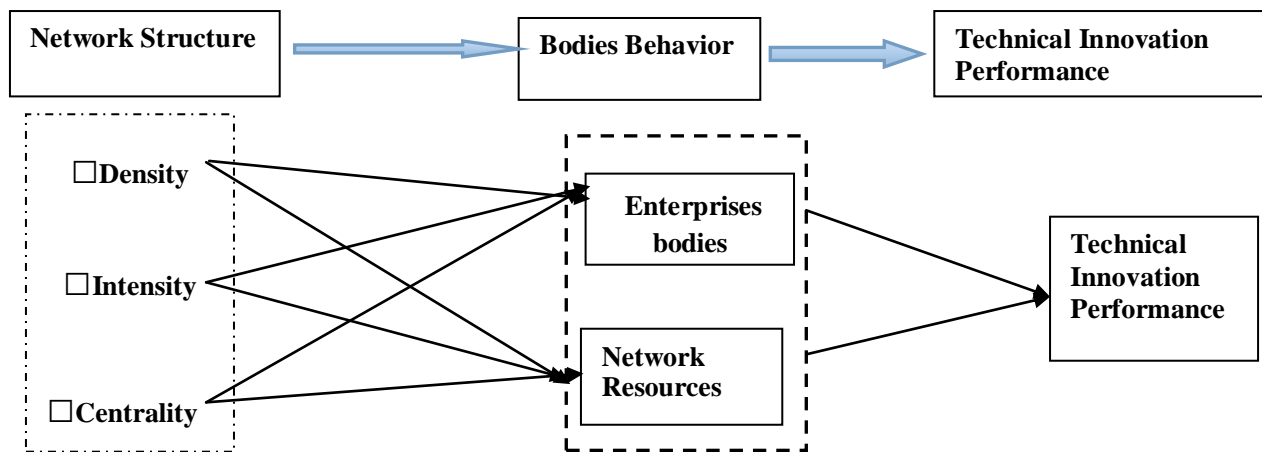 Network Structure
Bodies Behavior
Technical Innovation
Performance
□Density
□Intensity
□Centrality
Enterprises
bodies
Network
Resources
Technical
Innovation
Performance